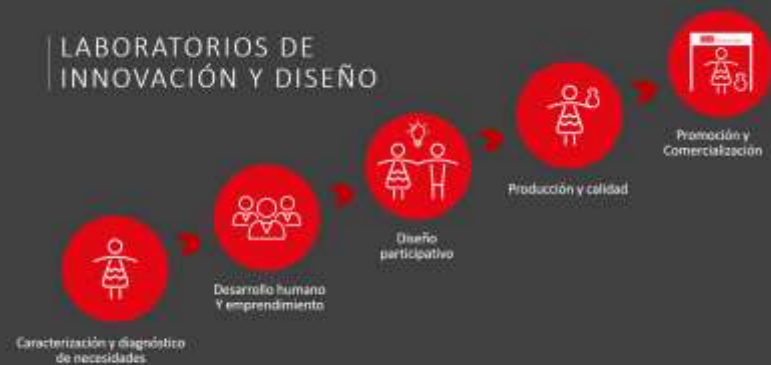 LABORATORIOS DE
INNOVACIÓN Y DISEÑO
Caracterización y diagnóstico
de necesidades
Desarrollo humano
Y emprendimiento
Diseño
participativo
Producción y calidad
Promoción y
Comercialización